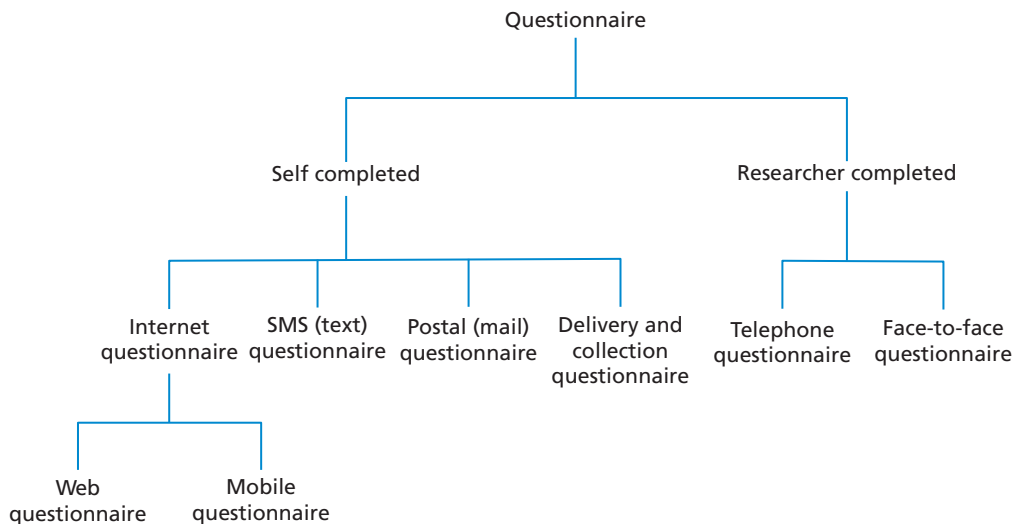 Questionnaire
Self completed
Researcher completed
Internet
questionnaire
SMS (text)
questionnaire
Postal (mail)
questionnaire
Delivery and
collection
questionnaire
Telephone
questionnaire
Face-to-face
questionnaire
Web
questionnaire
Mobile
questionnaire